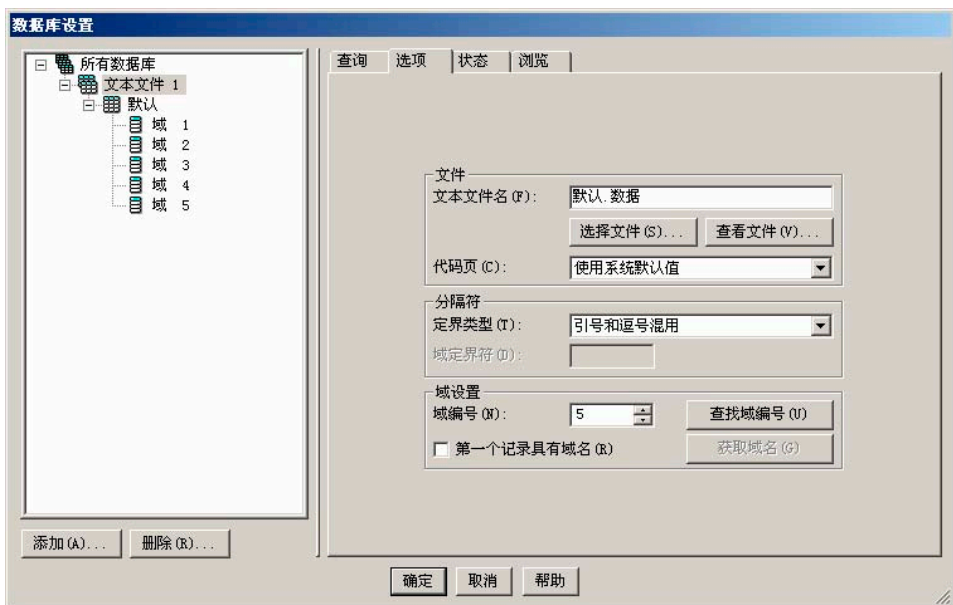 数据库设置
所有数据库
文本文件 1
默认
域 1
域 2
域 3
域 4
域 5
添加(A)... 删除(R)...
查询 选项 状态 浏览
文件
文本文件名(F): 默认.数据
选择文件(S)... 查看文件(V)...
代码页(C): 使用系统默认值
分隔符
定界类型(T): 引号和逗号混用
域定界符(D):
域设置
域编号(N): 5 查找域编号(U)
第一个记录具有域名(R) 获取域名(G)
确定 取消 帮助